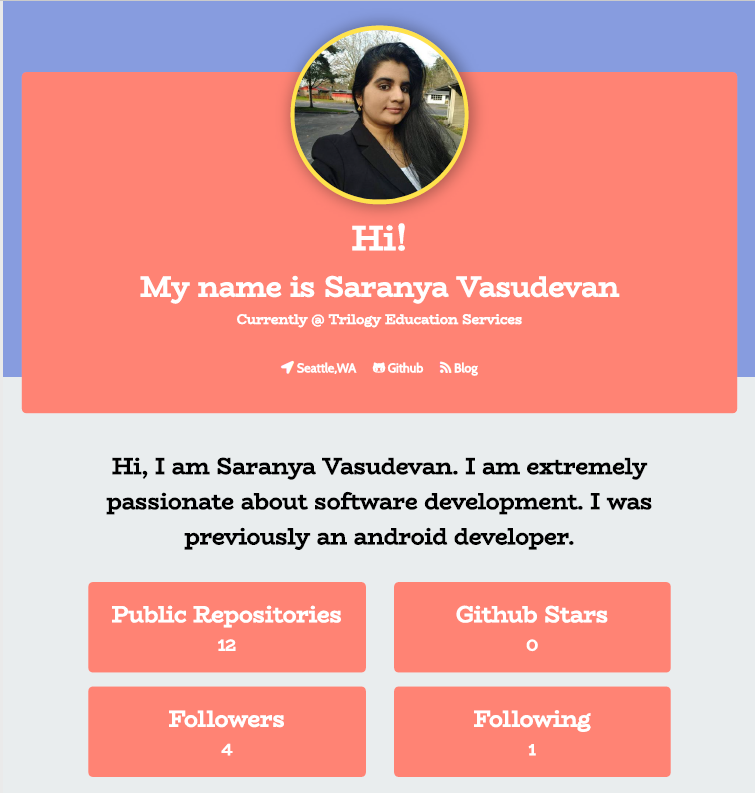 Hi!
My name is Saranya Vasudevan
Currently @ Trilogy Education Services
Seattle,WA Github Blog
Hi, I am Saranya Vasudevan. I am extremely
passionate about software development. I was
previously an android developer.
Public Repositories
12
Github Stars
0
Followers
4
Following
1